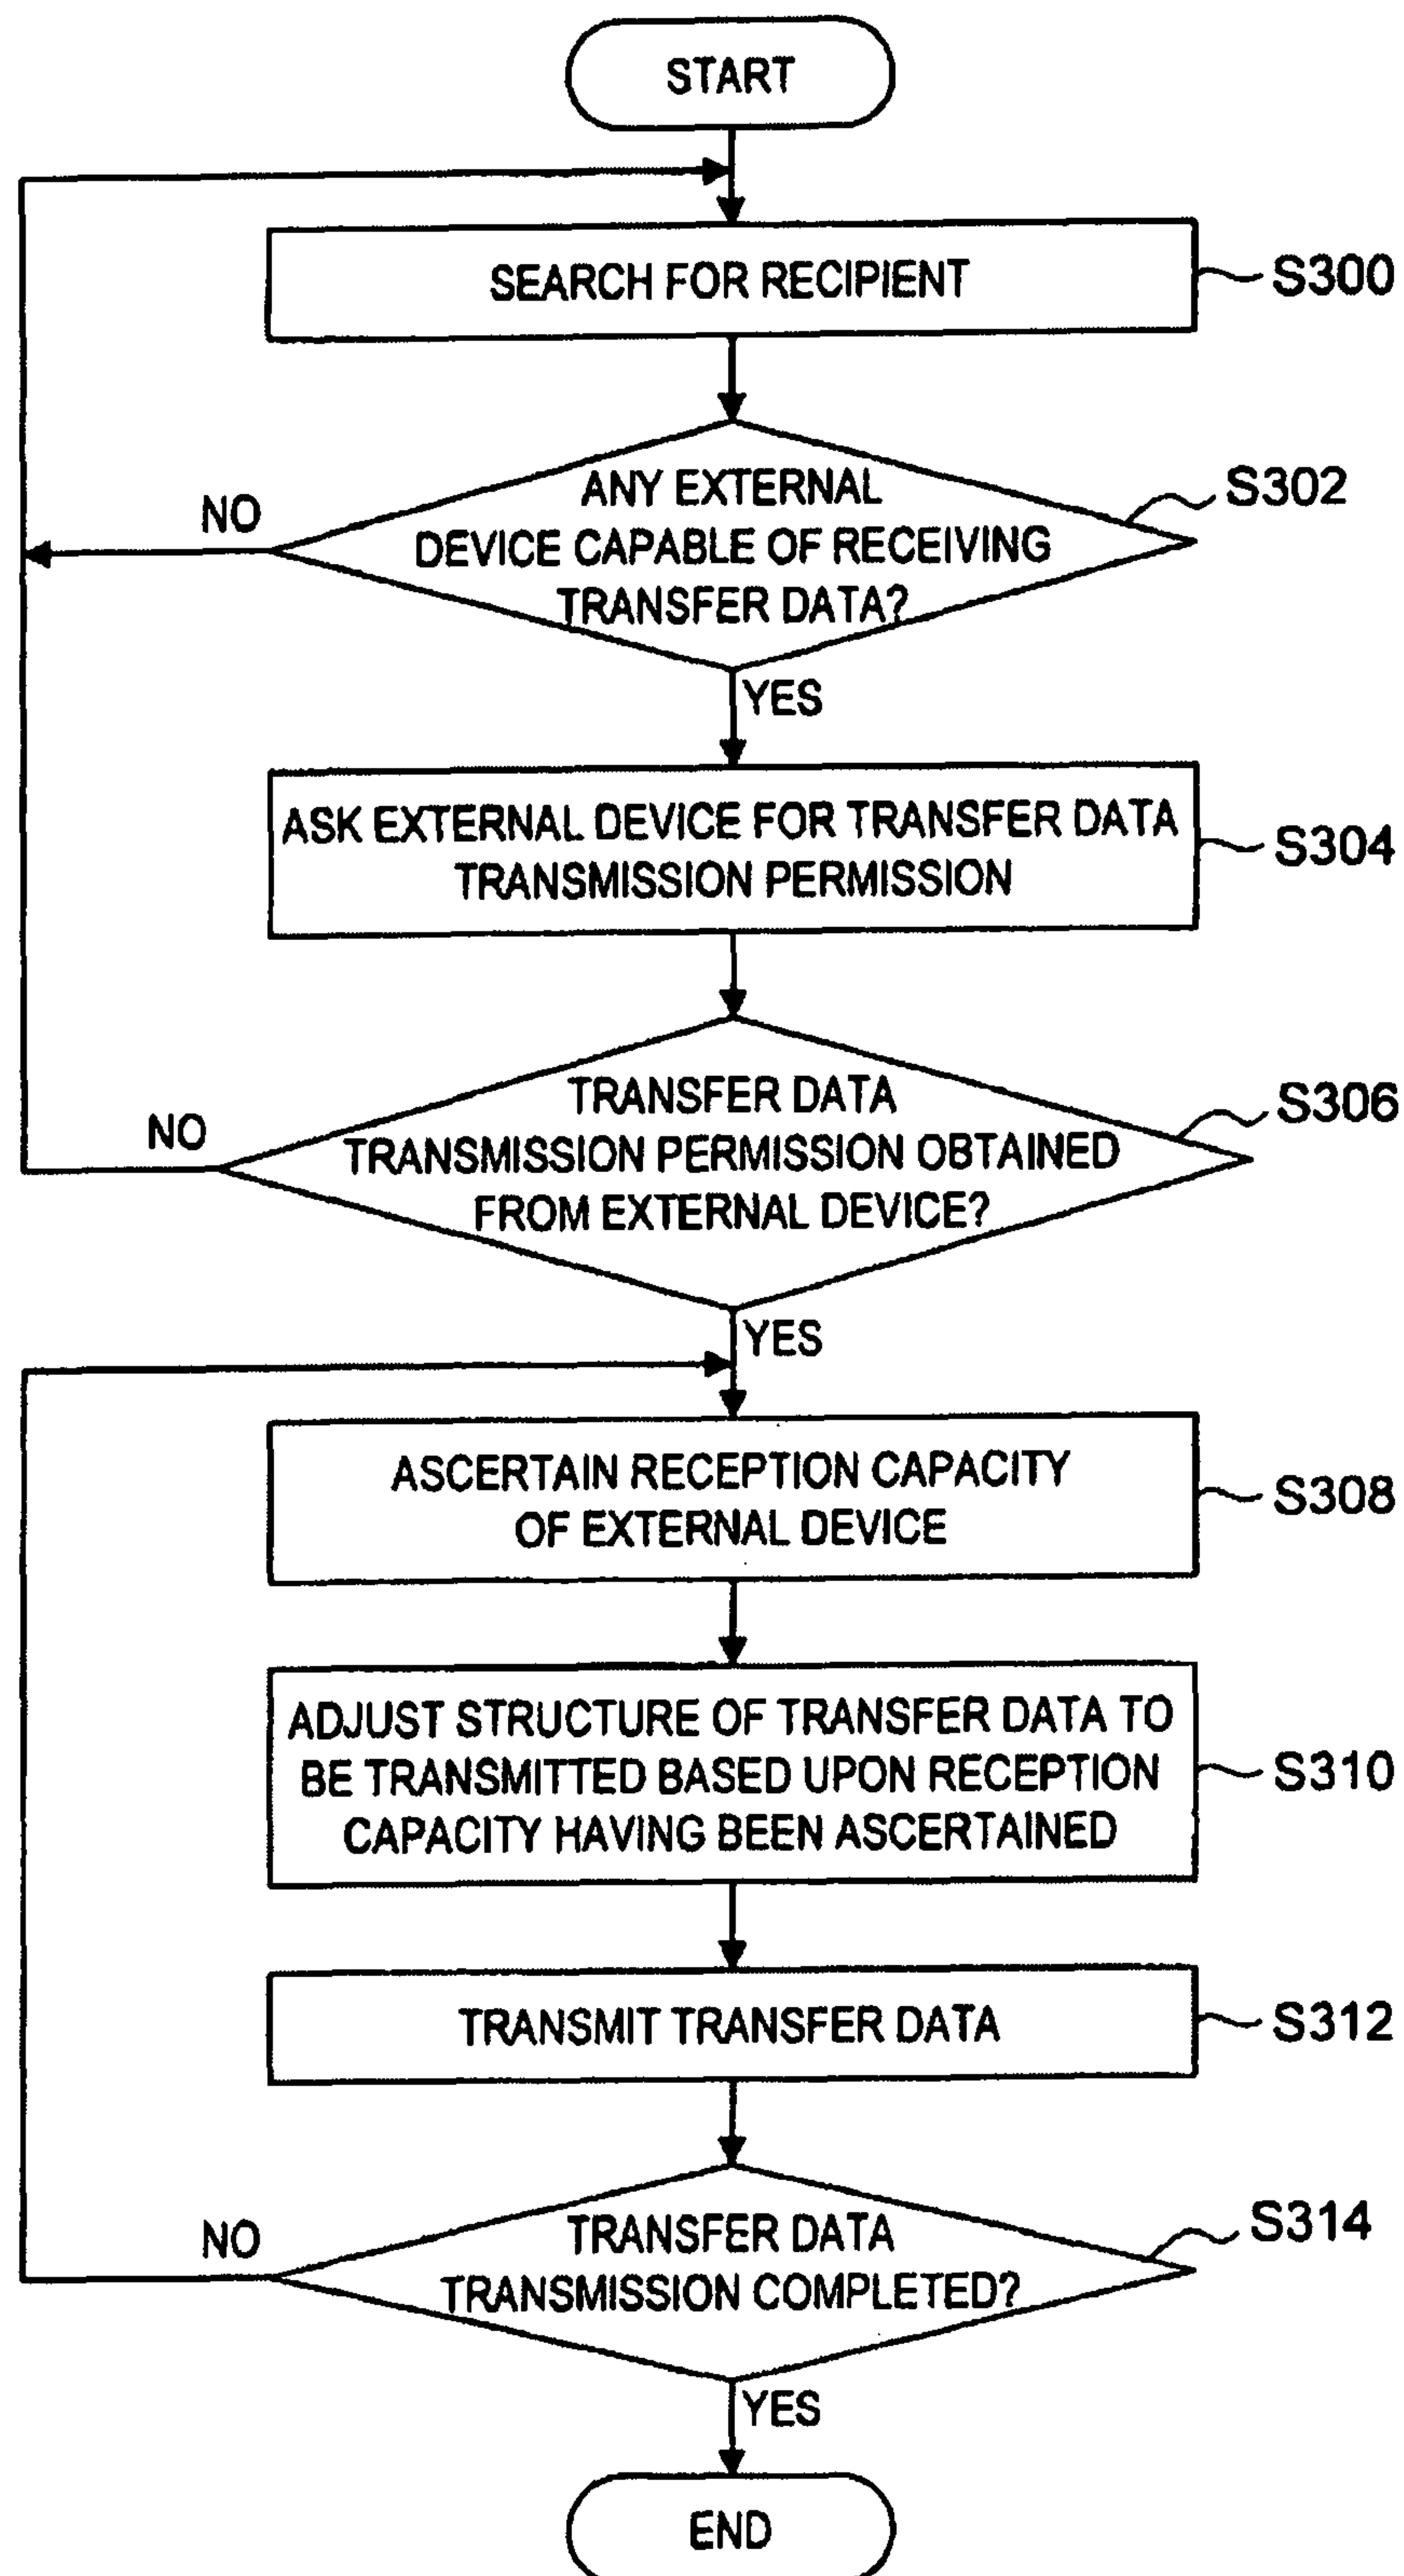 START
SEARCH FOR RECIPIENT
S300
ANY EXTERNAL
DEVICE CAPABLE OF RECEIVING
TRANSFER DATA?
S302
NO
YES
ASK EXTERNAL DEVICE FOR TRANSFER DATA
TRANSMISSION PERMISSION
S304
TRANSFER DATA
TRANSMISSION PERMISSION OBTAINED
FROM EXTERNAL DEVICE?
S306
NO
YES
ASCERTAIN RECEPTION CAPACITY
OF EXTERNAL DEVICE
S308
ADJUST STRUCTURE OF TRANSFER DATA TO
BE TRANSMITTED BASED UPON RECEPTION
CAPACITY HAVING BEEN ASCERTAINED
S310
TRANSMIT TRANSFER DATA
S312
TRANSFER DATA
TRANSMISSION COMPLETED?
S314
NO
YES
END